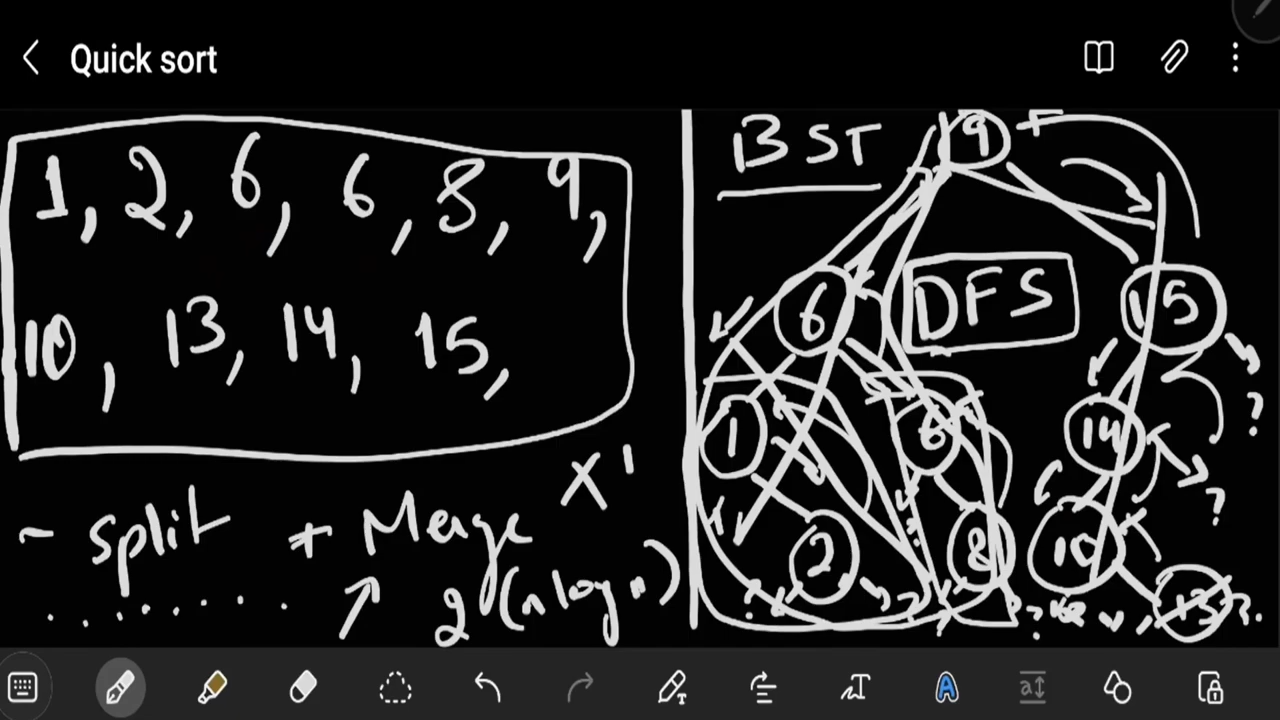 Quick sort
1, 2, 6, 6, 8, 9,
10, 13, 14, 15,
- split + Merge
2(n log n)
BST
DFS
9
6
15
1
6
14
2
8
10
13
?
?
?
?
A